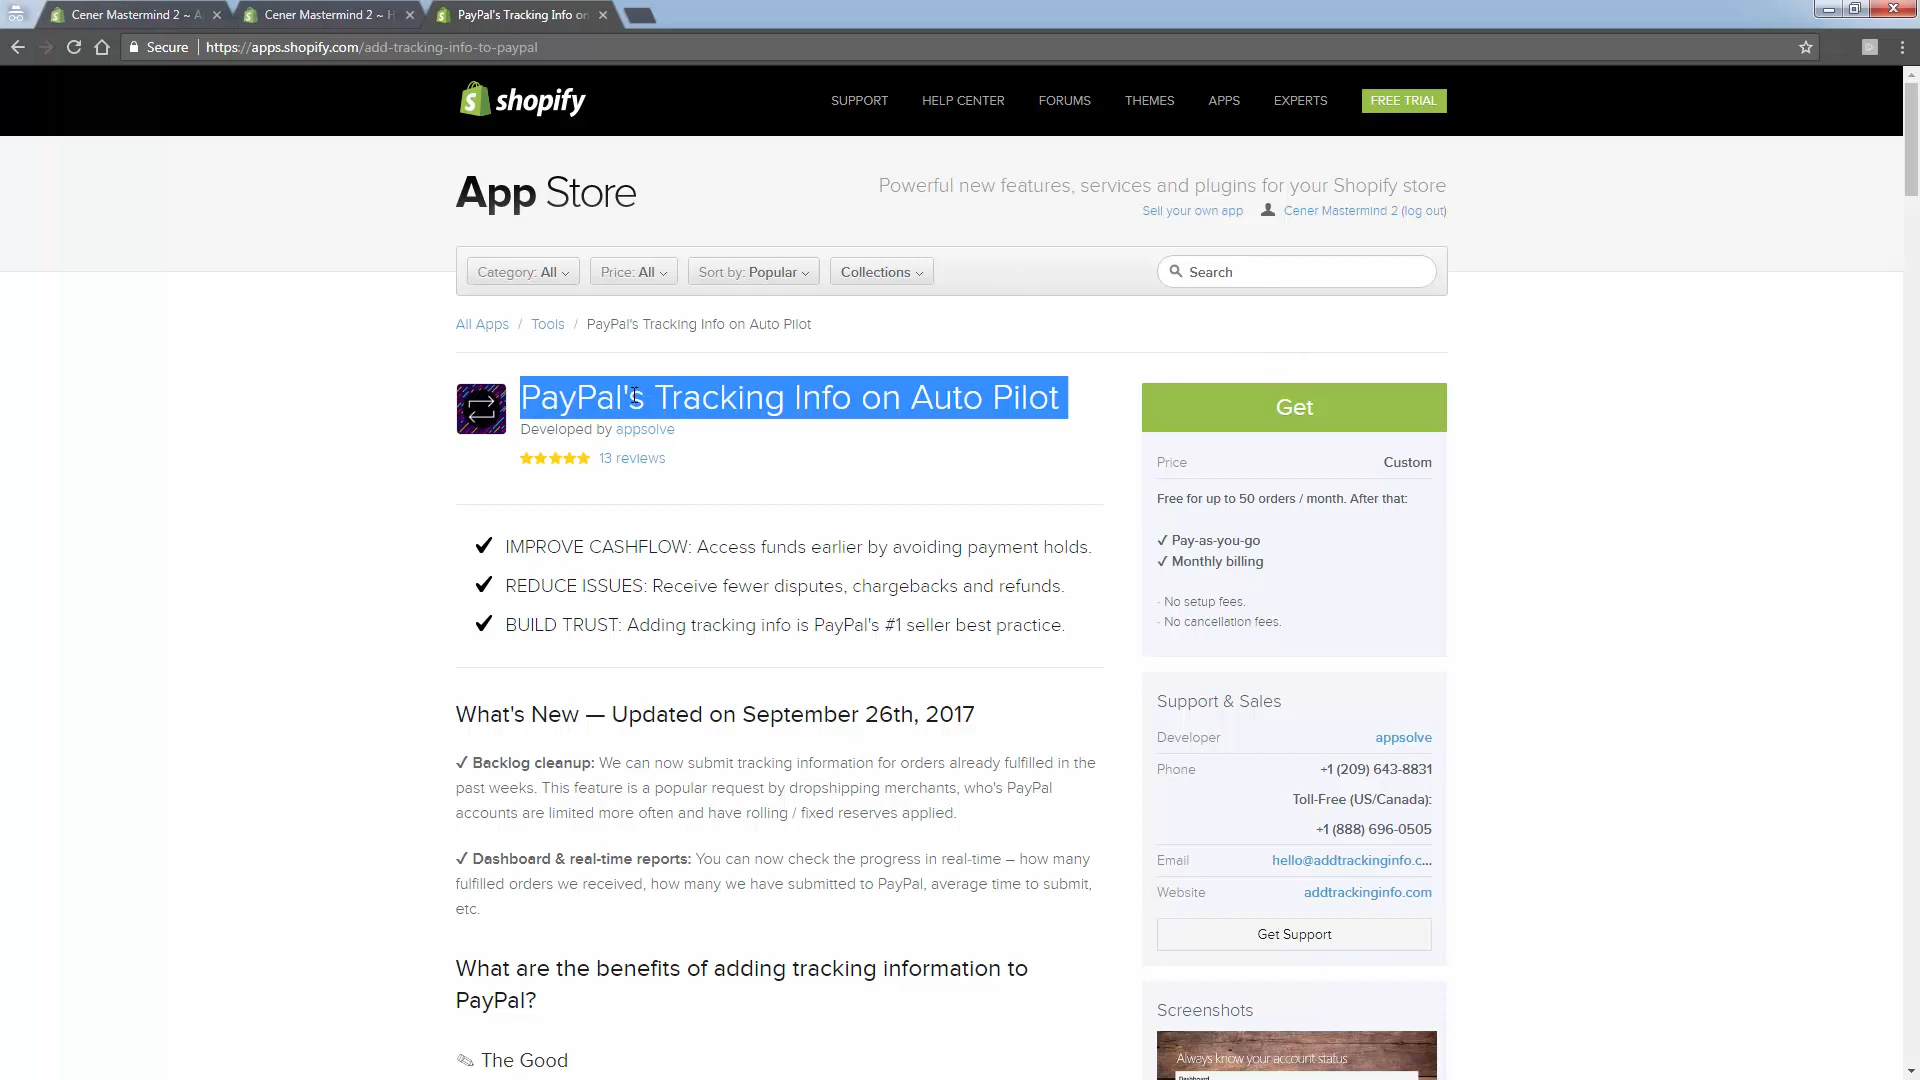 Cener Mastermind 2 ~ A
Cener Mastermind 2 ~ H
PayPal's Tracking Info on
Secure
https://apps.shopify.com/add-tracking-info-to-paypal
shopify
SUPPORT
HELP CENTER
FORUMS
THEMES
APPS
EXPERTS
FREE TRIAL
App Store
Powerful new features, services and plugins for your Shopify store
Sell your own app
Cener Mastermind 2 (log out)
Category: All
Price: All
Sort by: Popular
Collections
Search
All Apps / Tools / PayPal's Tracking Info on Auto Pilot
PayPal's Tracking Info on Auto Pilot
Developed by appsolve
13 reviews
✔ IMPROVE CASHFLOW: Access funds earlier by avoiding payment holds.
✔ REDUCE ISSUES: Receive fewer disputes, chargebacks and refunds.
✔ BUILD TRUST: Adding tracking info is PayPal's #1 seller best practice.
What's New — Updated on September 26th, 2017
✓ Backlog cleanup: We can now submit tracking information for orders already fulfilled in the
past weeks. This feature is a popular request by dropshipping merchants, who's PayPal
accounts are limited more often and have rolling / fixed reserves applied.
✓ Dashboard & real-time reports: You can now check the progress in real-time – how many
fulfilled orders we received, how many we have submitted to PayPal, average time to submit,
etc.
What are the benefits of adding tracking information to
PayPal?
✎ The Good
Get
Price Custom
Free for up to 50 orders / month. After that:
✓ Pay-as-you-go
✓ Monthly billing
- No setup fees.
- No cancellation fees.
Support & Sales
Developer appsolve
Phone +1 (209) 643-8831
Toll-Free (US/Canada):
+1 (888) 696-0505
Email hello@addtrackinginfo.c...
Website addtrackinginfo.com
Get Support
Screenshots
Always know your account status
Dashboard